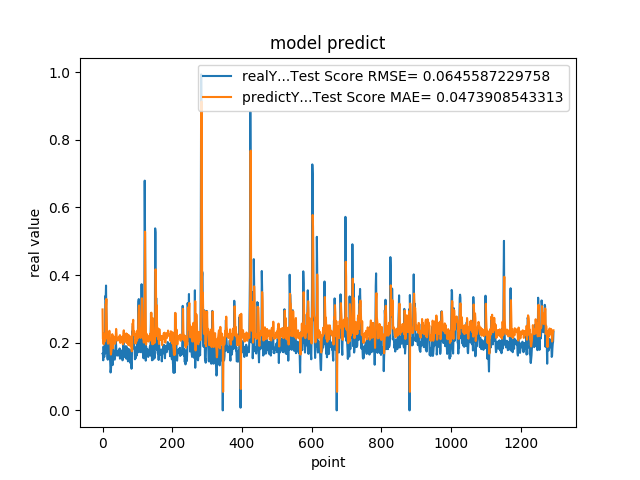 model predict
realY...Test Score RMSE= 0.0645587229758
predictY...Test Score MAE= 0.0473908543313
1.0
0.8
0.6
0.4
0.2
0.0
real value
0 200 400 600 800 1000 1200
point